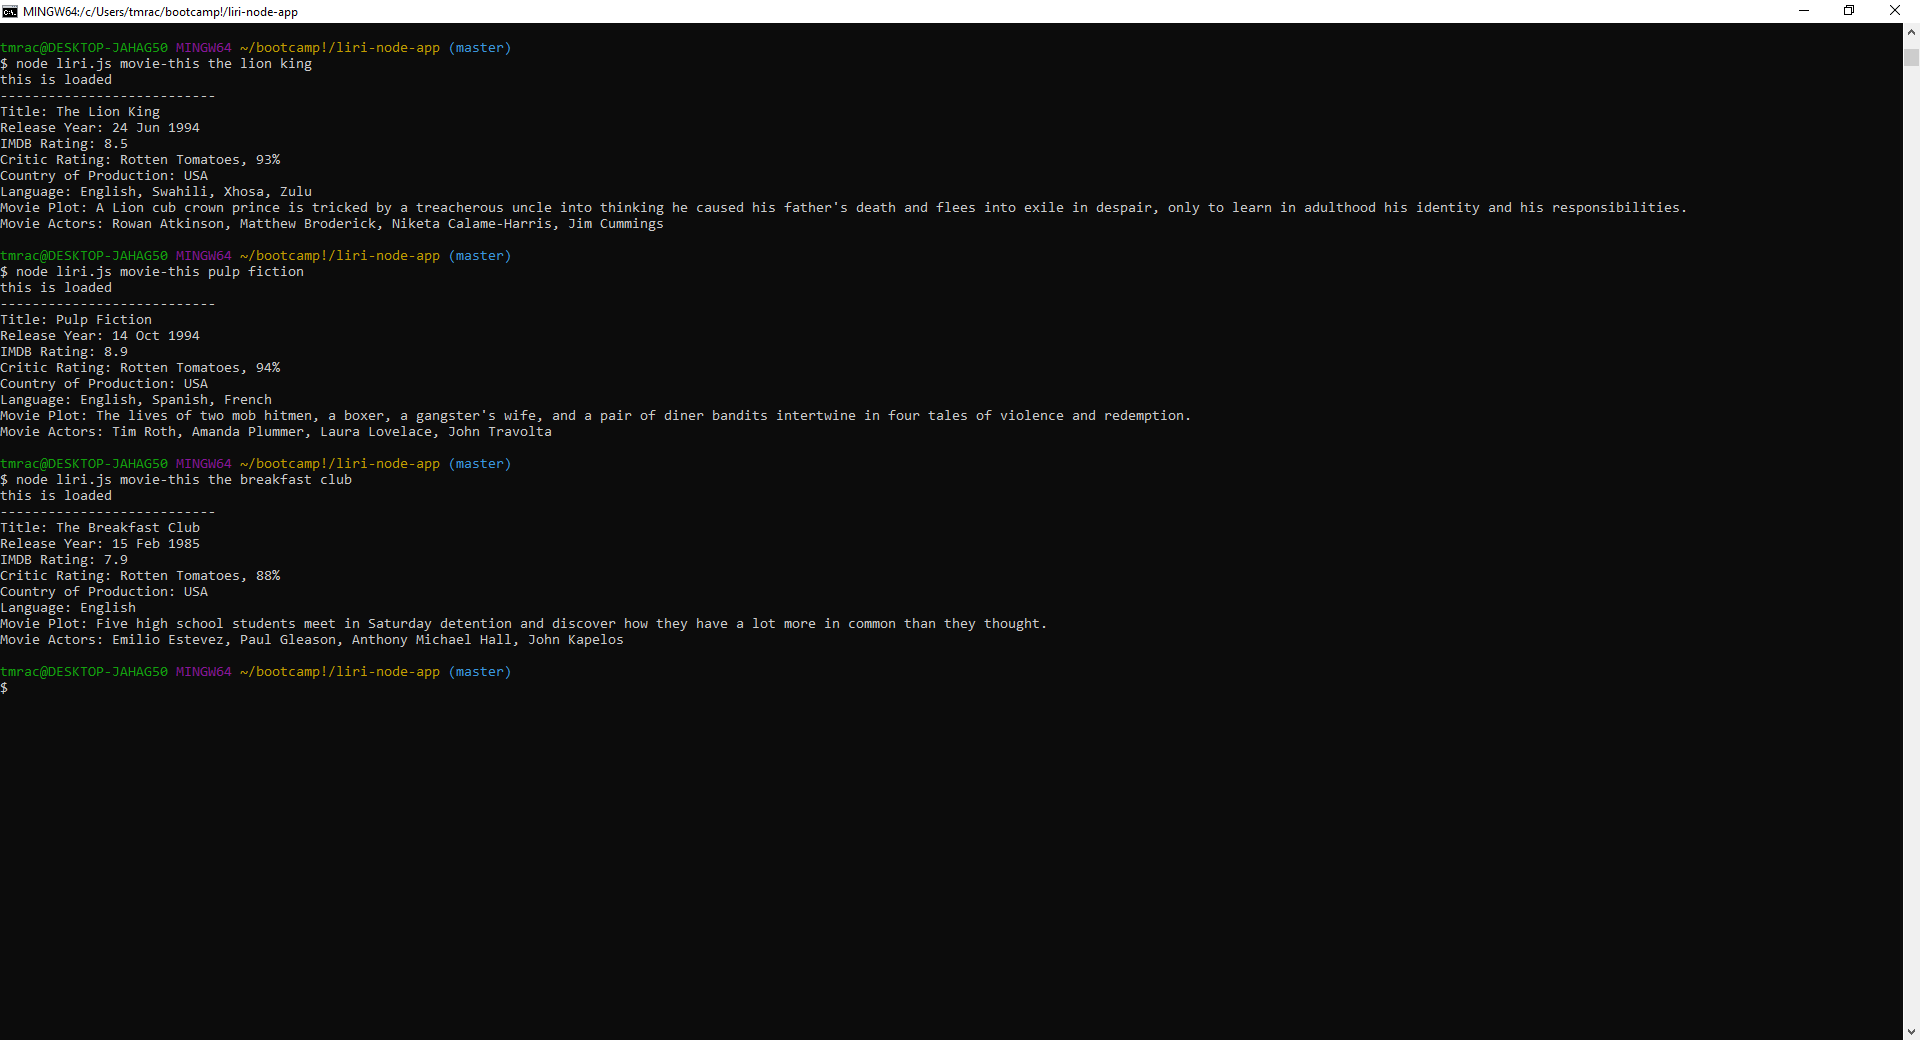 MINGW64:/c/Users/tmrac/bootcamp!/liri-node-app
tmrac@DESKTOP-JAHAG50 MINGW64 ~/bootcamp!/liri-node-app (master)
$ node liri.js movie-this the lion king
this is loaded
---------------------------
Title: The Lion King
Release Year: 24 Jun 1994
IMDB Rating: 8.5
Critic Rating: Rotten Tomatoes, 93%
Country of Production: USA
Language: English, Swahili, Xhosa, Zulu
Movie Plot: A Lion cub crown prince is tricked by a treacherous uncle into thinking he caused his father's death and flees into exile in despair, only to learn in adulthood his identity and his responsibilities.
Movie Actors: Rowan Atkinson, Matthew Broderick, Niketa Calame-Harris, Jim Cummings
tmrac@DESKTOP-JAHAG50 MINGW64 ~/bootcamp!/liri-node-app (master)
$ node liri.js movie-this pulp fiction
this is loaded
---------------------------
Title: Pulp Fiction
Release Year: 14 Oct 1994
IMDB Rating: 8.9
Critic Rating: Rotten Tomatoes, 94%
Country of Production: USA
Language: English, Spanish, French
Movie Plot: The lives of two mob hitmen, a boxer, a gangster's wife, and a pair of diner bandits intertwine in four tales of violence and redemption.
Movie Actors: Tim Roth, Amanda Plummer, Laura Lovelace, John Travolta
tmrac@DESKTOP-JAHAG50 MINGW64 ~/bootcamp!/liri-node-app (master)
$ node liri.js movie-this the breakfast club
this is loaded
---------------------------
Title: The Breakfast Club
Release Year: 15 Feb 1985
IMDB Rating: 7.9
Critic Rating: Rotten Tomatoes, 88%
Country of Production: USA
Language: English
Movie Plot: Five high school students meet in Saturday detention and discover how they have a lot more in common than they thought.
Movie Actors: Emilio Estevez, Paul Gleason, Anthony Michael Hall, John Kapelos
tmrac@DESKTOP-JAHAG50 MINGW64 ~/bootcamp!/liri-node-app (master)
$